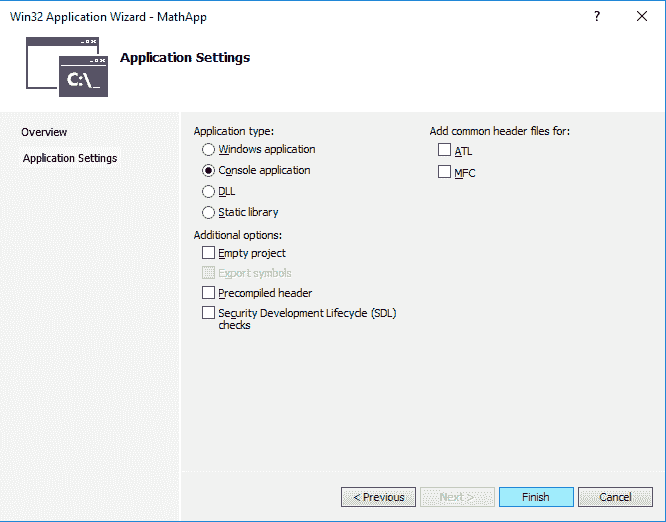 Win32 Application Wizard - MathApp
?
C:\_
Application Settings
Overview
Application Settings
Application type:
Windows application
Console application
DLL
Static library
Additional options:
Empty project
Export symbols
Precompiled header
Security Development Lifecycle (SDL)
checks
Add common header files for:
ATL
MFC
< Previous
Next >
Finish
Cancel